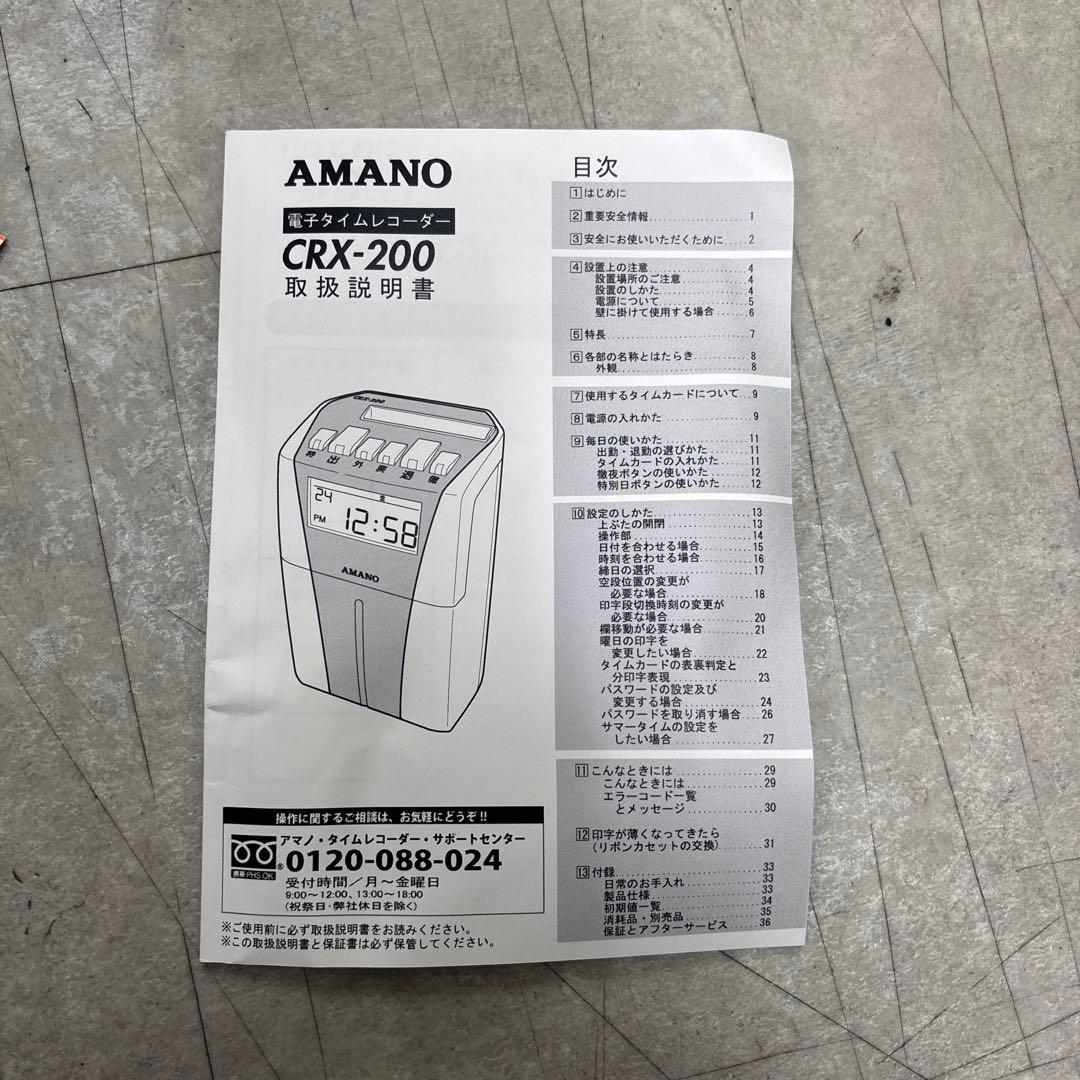 AMANO
電子タイムレコーダー
CRX-200
取扱説明書
CRX-200
特 出 外 戻 退 徹
24 金
PM 12:58
AMANO
操作に関するご相談は、お気軽にどうぞ!!
アマノ・タイムレコーダー・サポートセンター
携帯 PHS OK
® 0120-088-024
受付時間/月～金曜日
9:00～12:00、13:00～18:00
(祝祭日・弊社休日を除く)
※ご使用前に必ず取扱説明書をお読みください。
※この取扱説明書と保証書は必ず保管してください。
目次
1 はじめに
2 重要安全情報..................1
3 安全にお使いいただくために.....2
4 設置上の注意..................4
設置場所のご注意............4
設置のしかた................4
電源について................5
壁に掛けて使用する場合......6
5 特長..........................7
6 各部の名称とはたらき..........8
外観........................8
7 使用するタイムカードについて...9
8 電源の入れかた................9
9 毎日の使いかた................11
出勤・退勤の選びかた........11
タイムカードの入れかた......11
徹夜ボタンの使いかた........12
特別日ボタンの使いかた......12
10 設定のしかた.................13
上ぶたの開閉................13
操作部......................14
日付を合わせる場合..........15
時刻を合わせる場合..........16
締日の選択..................17
空段位置の変更が
必要な場合................18
印字段切換時刻の変更が
必要な場合................20
欄移動が必要な場合..........21
曜日の印字を
変更したい場合............22
タイムカードの表裏判定と
分印字表現................23
パスワードの設定及び
変更する場合..............24
パスワードを取り消す場合....26
サマータイムの設定を
したい場合................27
11 こんなときには...............29
こんなときには..............29
エラーコード一覧
とメッセージ..............30
12 印字が薄くなってきたら
(リボンカセットの交換).......31
13 付録.........................33
日常のお手入れ..............33
製品仕様....................33
初期値一覧..................34
消耗品・別売品..............35
保証とアフターサービス......36